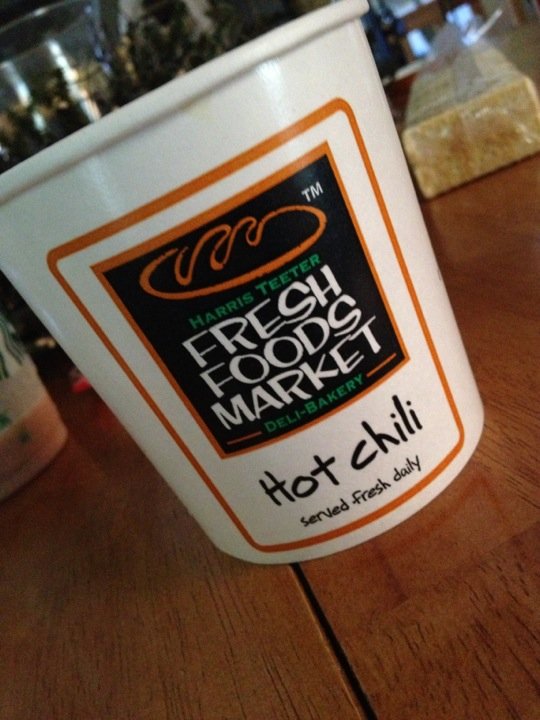 TM
HARRIS TEETER
FRESH
FOODS
MARKET
DELI-BAKERY
Hot chili
served fresh daily